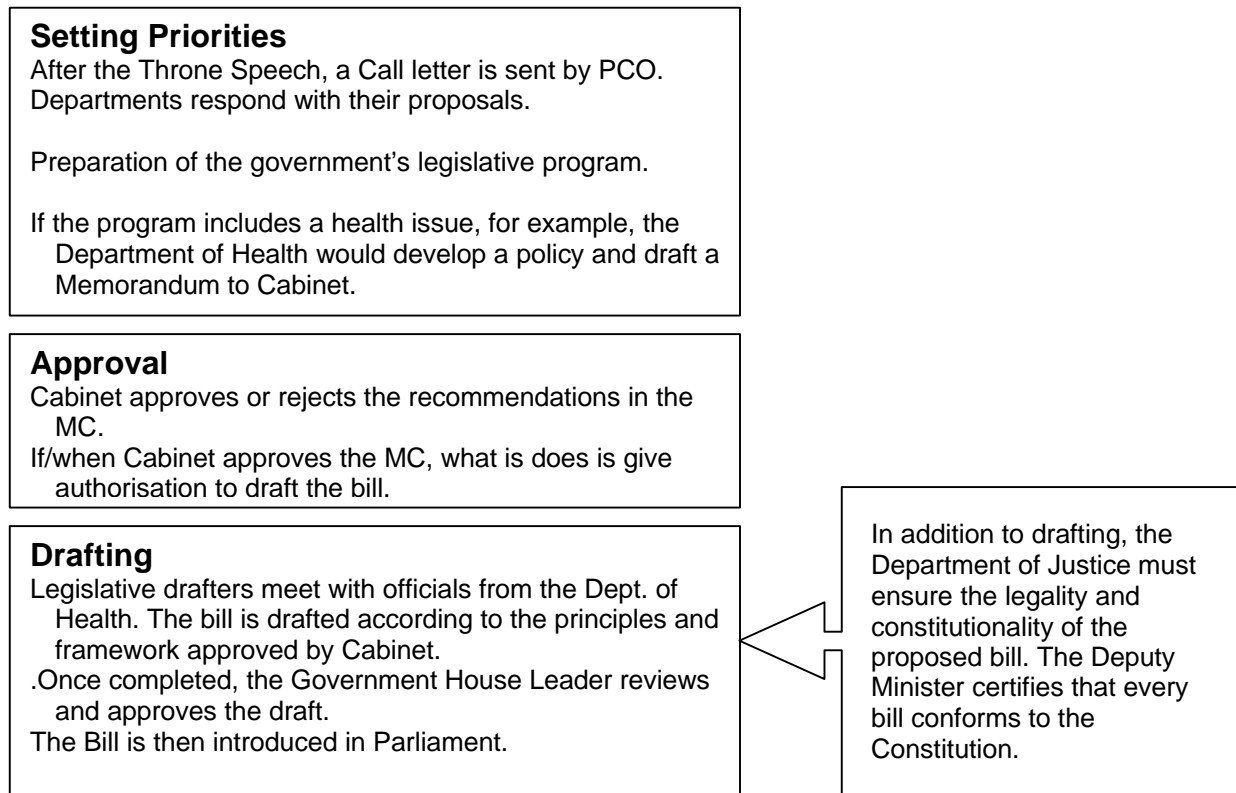 Setting Priorities
After the Throne Speech, a Call letter is sent by PCO.
Departments respond with their proposals.
Preparation of the government's legislative program.
If the program includes a health issue, for example, the
Department of Health would develop a policy and draft a
Memorandum to Cabinet.
Approval
Cabinet approves or rejects the recommendations in the
MC.
If/when Cabinet approves the MC, what is does is give
authorisation to draft the bill.
Drafting
Legislative drafters meet with officials from the Dept. of
Health. The bill is drafted according to the principles and
framework approved by Cabinet.
.Once completed, the Government House Leader reviews
and approves the draft.
The Bill is then introduced in Parliament.
In addition to drafting, the
Department of Justice must
ensure the legality and
constitutionality of the
proposed bill. The Deputy
Minister certifies that every
bill conforms to the
Constitution.